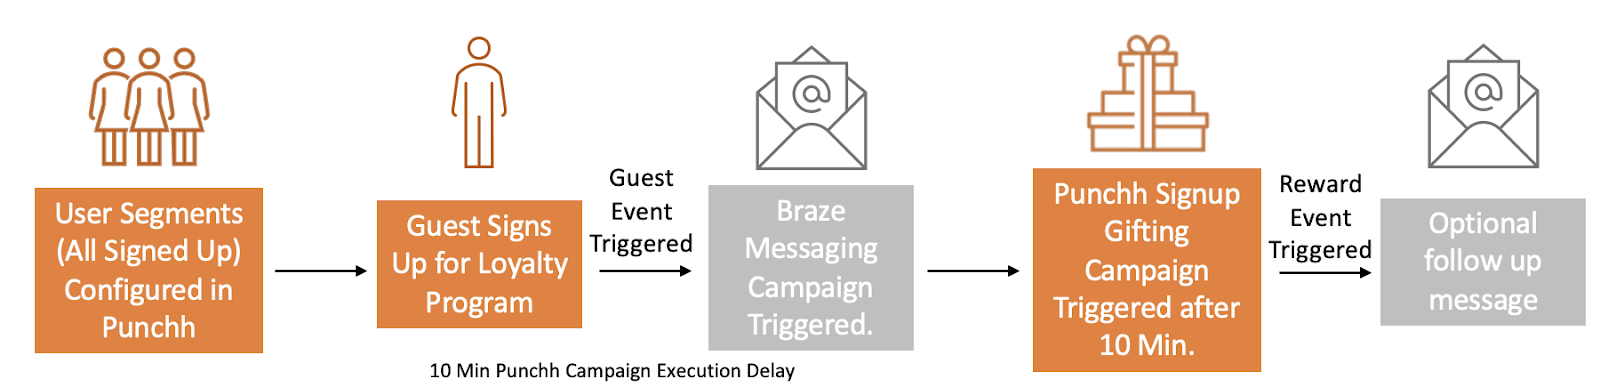 User Segments
(All Signed Up)
Configured in
Punchh
Guest Signs
Up for Loyalty
Program
Guest
Event
Triggered
@
Braze
Messaging
Campaign
Triggered.
10 Min Punchh Campaign Execution Delay
Punchh Signup
Gifting
Campaign
Triggered after
10 Min.
Reward
Event
Triggered
@
Optional
follow up
message